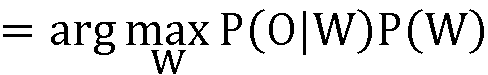 = arg max P(O|W)P(W)
W